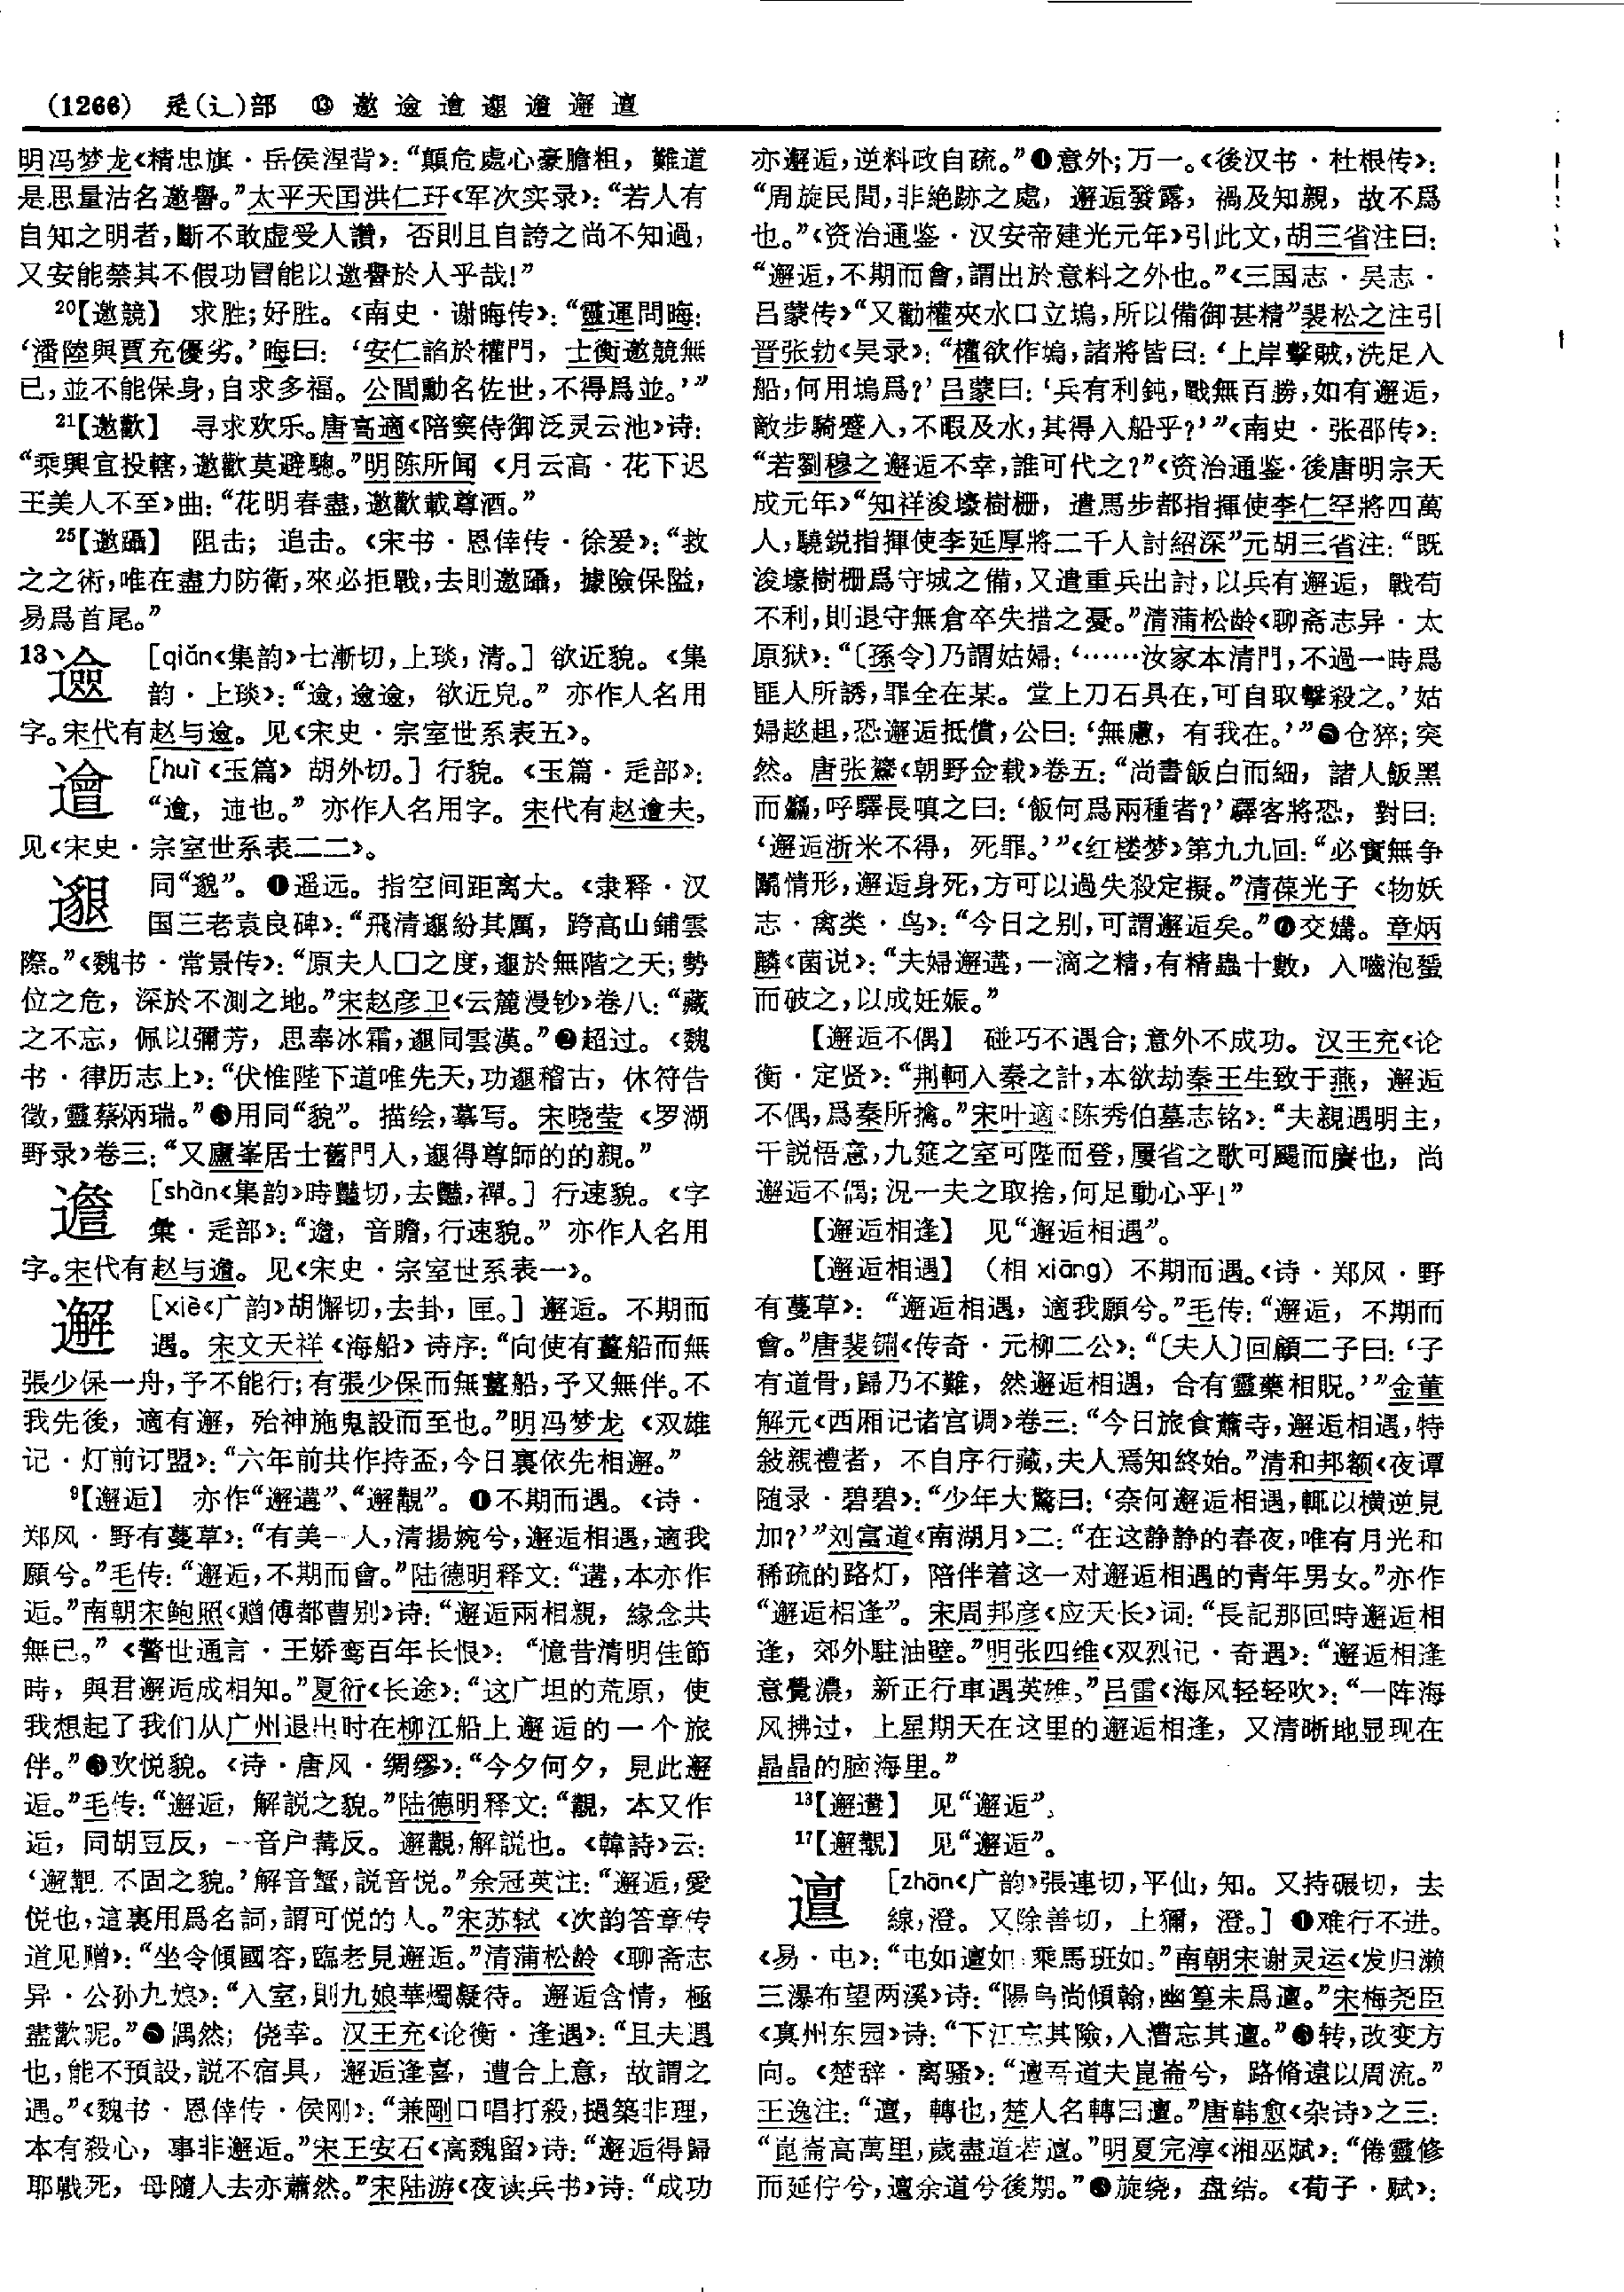 (1266) 辵(辶)部 ⑬ 邀 𨗦 𨗥 邈 𨗭 邂 邅
明冯梦龙《精忠旗·岳侯涅背》：“顛危處心豪膽粗，難道
是思量沽名邀譽。”太平天国洪仁玕《军次实录》：“若人有
自知之明者，斷不敢虚受人讚，否則且自誇之尚不知過，
又安能禁其不假功冒能以邀譽於人乎哉！”
20【邀競】 求胜；好胜。《南史·谢晦传》：“靈運問晦：
‘潘陸與賈充優劣。’晦曰：‘安仁諂於權門，士衡邀競無
已，並不能保身，自求多福。公閭勳名佐世，不得爲並。’”
21【邀歡】 寻求欢乐。唐高適《陪窦侍御泛灵云池》诗：
“乘興宜投轄，邀歡莫避驄。”明陈所闻《月云高·花下迟
王美人不至》曲：“花明春盡，邀歡載尊酒。”
25【邀躡】 阻击；追击。《宋书·恩倖传·徐爰》：“救
之之術，唯在盡力防衛，來必拒戰，去則邀躡，據險保隘，
易爲首尾。”
13 [qiǎn《集韵》七漸切，上琰，清。] 欲近貌。《集
韵·上琰》：“，欲近皃。” 亦作人名用
字。宋代有赵与。见《宋史·宗室世系表五》。
[huì《玉篇》胡外切。] 行貌。《玉篇·辵部》：
“，也。” 亦作人名用字。宋代有赵夫。
见《宋史·宗室世系表二二》。
同“邈”。❶遥远。指空间距离大。《隶释·汉
国三老袁良碑》：“飛清邈紛其厲，跨高山鋪雲
際。”《魏书·常景传》：“原夫人□之度，邈於無階之天；勢
位之危，深於不測之地。”宋赵彦卫《云麓漫钞》卷八：“藏
之不忘，佩以彌芳，思奉冰霜，邈同雲漢。”❷超过。《魏
书·律历志上》：“伏惟陛下道唯先天，功邈稽古，休符告
徵，靈蔡炳瑞。”❸用同“貌”。描绘，摹写。宋晓莹《罗湖
野录》卷三：“又廬峯居士舊門人，邈得尊師的的親。”
[shàn《集韵》時豔切，去豔，禪。] 行速貌。《字
彙·辵部》：“，音贍，行速貌。” 亦作人名用
字。宋代有赵与。见《宋史·宗室世系表一》。
邂 [xiè《广韵》胡懈切，去卦，匣。] 邂逅。不期而
遇。宋文天祥《海船》诗序：“向使有薑船而無
張少保一舟，予不能行；有張少保而無薑船，予又無伴。不
我先後，適有邂，殆神施鬼設而至也。”明冯梦龙《双雄
记·灯前订盟》：“六年前共作持盃，今日裏依先相邂。”
9【邂逅】 亦作“邂遘”、“邂覯”。❶不期而遇。《诗·
郑风·野有蔓草》：“有美一人，清揚婉兮，邂逅相遇，適我
願兮。”毛传：“邂逅，不期而會。”陆德明释文：“遘，本亦作
逅。”南朝宋鲍照《赠傅都曹别》诗：“邂逅兩相親，緣念共
無已。”《警世通言·王娇鸾百年长恨》：“憶昔清明佳節
時，與君邂逅成相知。”夏衍《长途》：“这广坦的荒原，使
我想起了我们从广州退出时在柳江船上邂逅的一个旅
伴。”❷欢悦貌。《诗·唐风·绸缪》：“今夕何夕，見此邂
逅。”毛传：“邂逅，解説之貌。”陆德明释文：“覯，本又作
逅，同胡豆反，一音户冓反。邂覯，解説也。《韓詩》云：
‘邂覯，不固之貌。’解音蟹，説音悦。”余冠英注：“邂逅，愛
悦也，這裏用爲名詞，謂可悦的人。”宋苏轼《次韵答章传
道见赠》：“坐令傾國容，臨老見邂逅。”清蒲松龄《聊斋志
异·公孙九娘》：“入室，則九娘華燭凝待。邂逅含情，極
盡歡昵。”❸偶然；侥幸。汉王充《论衡·逢遇》：“且夫遇
也，能不預設，説不宿具，邂逅逢喜，遭合上意，故謂之
遇。”《魏书·恩倖传·侯刚》：“兼剛口唱打殺，撾築非理，
本有殺心，事非邂逅。”宋王安石《高魏留》诗：“邂逅得歸
耶戰死，母隨人去亦蕭然。”宋陆游《夜读兵书》诗：“成功
亦邂逅，逆料政自疏。”❹意外；万一。《後汉书·杜根传》：
“周旋民間，非絶跡之處，邂逅發露，禍及知親，故不爲
也。”《资治通鉴·汉安帝建光元年》引此文，胡三省注曰：
“邂逅，不期而會，謂出於意料之外也。”《三国志·吴志·
吕蒙传》“又勸權夾水口立塢，所以備御甚精”裴松之注引
晋张勃《吴录》：“權欲作塢，諸將皆曰：‘上岸擊賊，洗足入
船，何用塢爲？’吕蒙曰：‘兵有利鈍，戰無百勝，如有邂逅，
敵步騎蹙人，不暇及水，其得入船乎？’”《南史·张邵传》：
“若劉穆之邂逅不幸，誰可代之？”《资治通鉴·後唐明宗天
成元年》“知祥浚壕樹栅，遣馬步都指揮使李仁罕將四萬
人，驍鋭指揮使李延厚將二千人討紹深”元胡三省注：“既
浚壕樹栅爲守城之備，又遣重兵出討，以兵有邂逅，戰苟
不利，則退守無倉卒失措之憂。”清蒲松龄《聊斋志异·太
原狱》：“〔孫令〕乃謂姑婦：‘……汝家本清門，不過一時爲
匪人所誘，罪全在某。堂上刀石具在，可自取擊殺之。’姑
婦趑趄，恐邂逅抵償，公曰：‘無慮，有我在。’”❺仓猝；突
然。唐张鷟《朝野佥载》卷五：“尚書飯白而細，諸人飯黑
而麤，呼驛長嗔之曰：‘飯何爲兩種者？’驛客將恐，對曰：
‘邂逅浙米不得，死罪。’”《红楼梦》第九九回：“必實無争
鬭情形，邂逅身死，方可以過失殺定擬。”清葆光子《物妖
志·禽类·鸟》：“今日之别，可謂邂逅矣。”❻交媾。章炳
麟《菌说》：“夫婦邂遘，一滴之精，有精蟲十數，入嚙泡蜑
而破之，以成妊娠。”
【邂逅不偶】 碰巧不遇合；意外不成功。汉王充《论
衡·定贤》：“荆軻入秦之計，本欲劫秦王生致于燕，邂逅
不偶，爲秦所擒。”宋叶適《陈秀伯墓志铭》：“夫親遇明主，
干説悟意，九筵之室可陛而登，屢省之歌可颺而廣也，尚
邂逅不偶；況一夫之取捨，何足動心乎！”
【邂逅相逢】 见“邂逅相遇”。
【邂逅相遇】 （相xiāng）不期而遇。《诗·郑风·野
有蔓草》：“邂逅相遇，適我願兮。”毛传：“邂逅，不期而
會。”唐裴铏《传奇·元柳二公》：“〔夫人〕回顧二子曰：‘子
有道骨，歸乃不難，然邂逅相遇，合有靈藥相貺。’”金董
解元《西厢记诸宫调》卷三：“今日旅食蕭寺，邂逅相遇，特
敍親禮者，不自序行藏，夫人焉知終始。”清和邦额《夜谭
随录·碧碧》：“少年大驚曰：‘奈何邂逅相遇，輒以横逆見
加？’”刘富道《南湖月》二：“在这静静的春夜，唯有月光和
稀疏的路灯，陪伴着这一对邂逅相遇的青年男女。”亦作
“邂逅相逢”。宋周邦彦《应天长》词：“長記那回時邂逅相
逢，郊外駐油壁。”明张四维《双烈记·奇遇》：“邂逅相逢
意覺濃，新正行車遇英雄。”吕雷《海风轻轻吹》：“一阵海
风拂过，上星期天在这里的邂逅相逢，又清晰地显现在
晶晶的脑海里。”
13【邂遘】 见“邂逅”。
17【邂覯】 见“邂逅”。
邅 [zhān《广韵》張連切，平仙，知。又持碾切，去
線，澄。又除善切，上獮，澄。] ❶难行不进。
《易·屯》：“屯如邅如，乘馬班如。”南朝宋谢灵运《发归濑
三瀑布望两溪》诗：“陽烏尚傾翰，幽篁未爲邅。”宋梅尧臣
《真州东园》诗：“下江忘其險，入漕忘其邅。”❷转，改变方
向。《楚辞·离骚》：“邅吾道夫崑崙兮，路脩遠以周流。”
王逸注：“邅，轉也，楚人名轉曰邅。”唐韩愈《杂诗》之三：
“崑崙高萬里，歲盡道若邅。”明夏完淳《湘巫赋》：“倦靈修
而延佇兮，邅余道兮後期。”❸旋绕，盘结。《荀子·赋》：